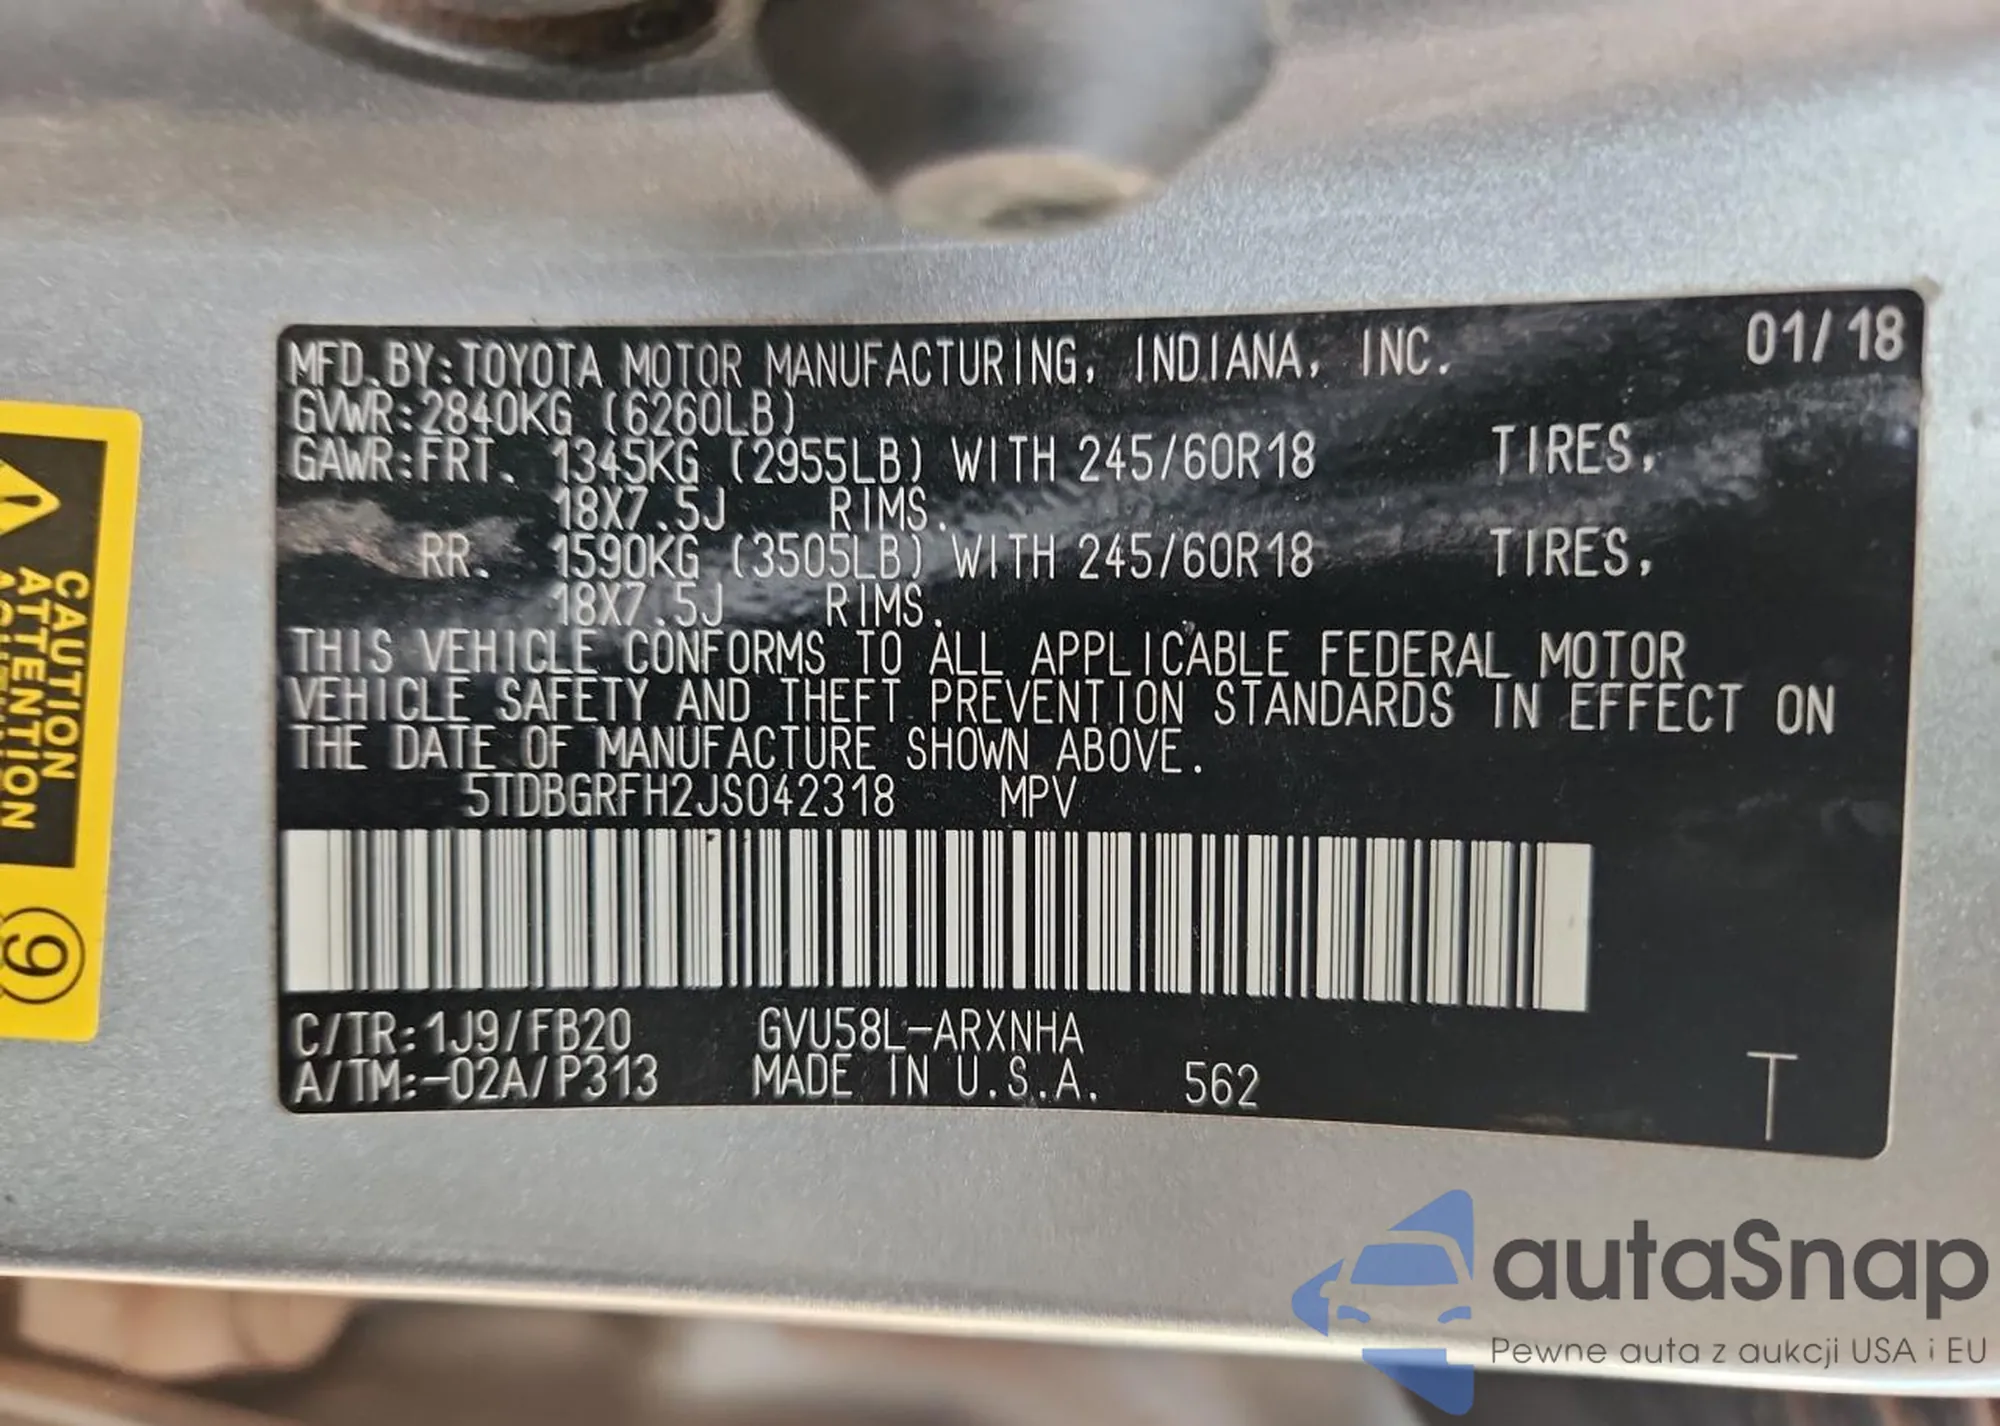 MFD.BY:TOYOTA MOTOR MANUFACTURING, INDIANA, INC. 01/18
GVWR:2840KG (6260LB)
GAWR:FRT. 1345KG (2955LB) WITH 245/60R18 TIRES,
18X7.5J RIMS.
RR. 1590KG (3505LB) WITH 245/60R18 TIRES,
18X7.5J RIMS.
THIS VEHICLE CONFORMS TO ALL APPLICABLE FEDERAL MOTOR
VEHICLE SAFETY AND THEFT PREVENTION STANDARDS IN EFFECT ON
THE DATE OF MANUFACTURE SHOWN ABOVE.
5TDBGRFH2JS042318 MPV
C/TR:1J9/FB20 GVU58L-ARXNHA
A/TM:-02A/P313 MADE IN U.S.A. 562 T
CAUTION
ATTENTION
9
autaSnap
Pewne auta z aukcji USA i EU